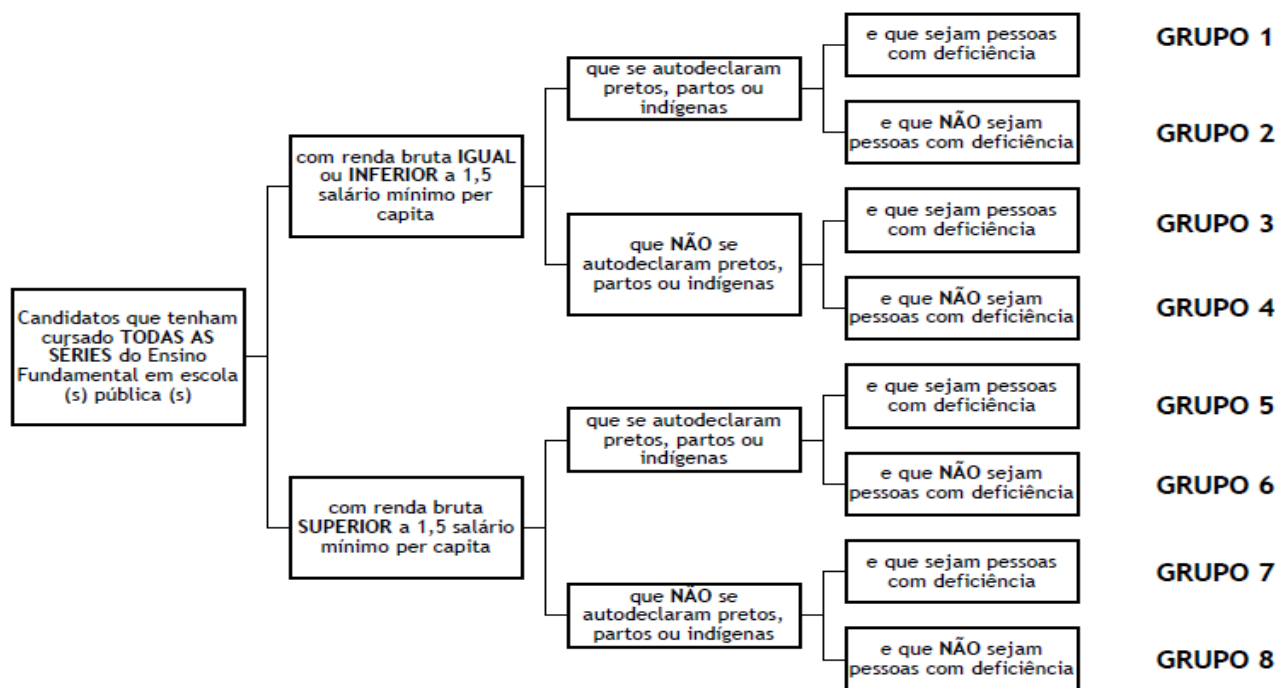 Candidatos que tenham
cursado TODAS AS
SÉRIES do Ensino
Fundamental em escola
(s) pública (s)
com renda bruta IGUAL
ou INFERIOR a 1,5
salário mínimo per
capita
que se autodeclaram
pretos, partos ou
indígenas
e que sejam pessoas
com deficiência
GRUPO 1
e que NÃO sejam
pessoas com deficiência
GRUPO 2
que NÃO se
autodeclaram pretos,
partos ou indígenas
e que sejam pessoas
com deficiência
GRUPO 3
e que NÃO sejam
pessoas com deficiência
GRUPO 4
com renda bruta
SUPERIOR a 1,5 salário
mínimo per capita
que se autodeclaram
pretos, partos ou
indígenas
e que sejam pessoas
com deficiência
GRUPO 5
e que NÃO sejam
pessoas com deficiência
GRUPO 6
que NÃO se
autodeclaram pretos,
partos ou indígenas
e que sejam pessoas
com deficiência
GRUPO 7
e que NÃO sejam
pessoas com deficiência
GRUPO 8